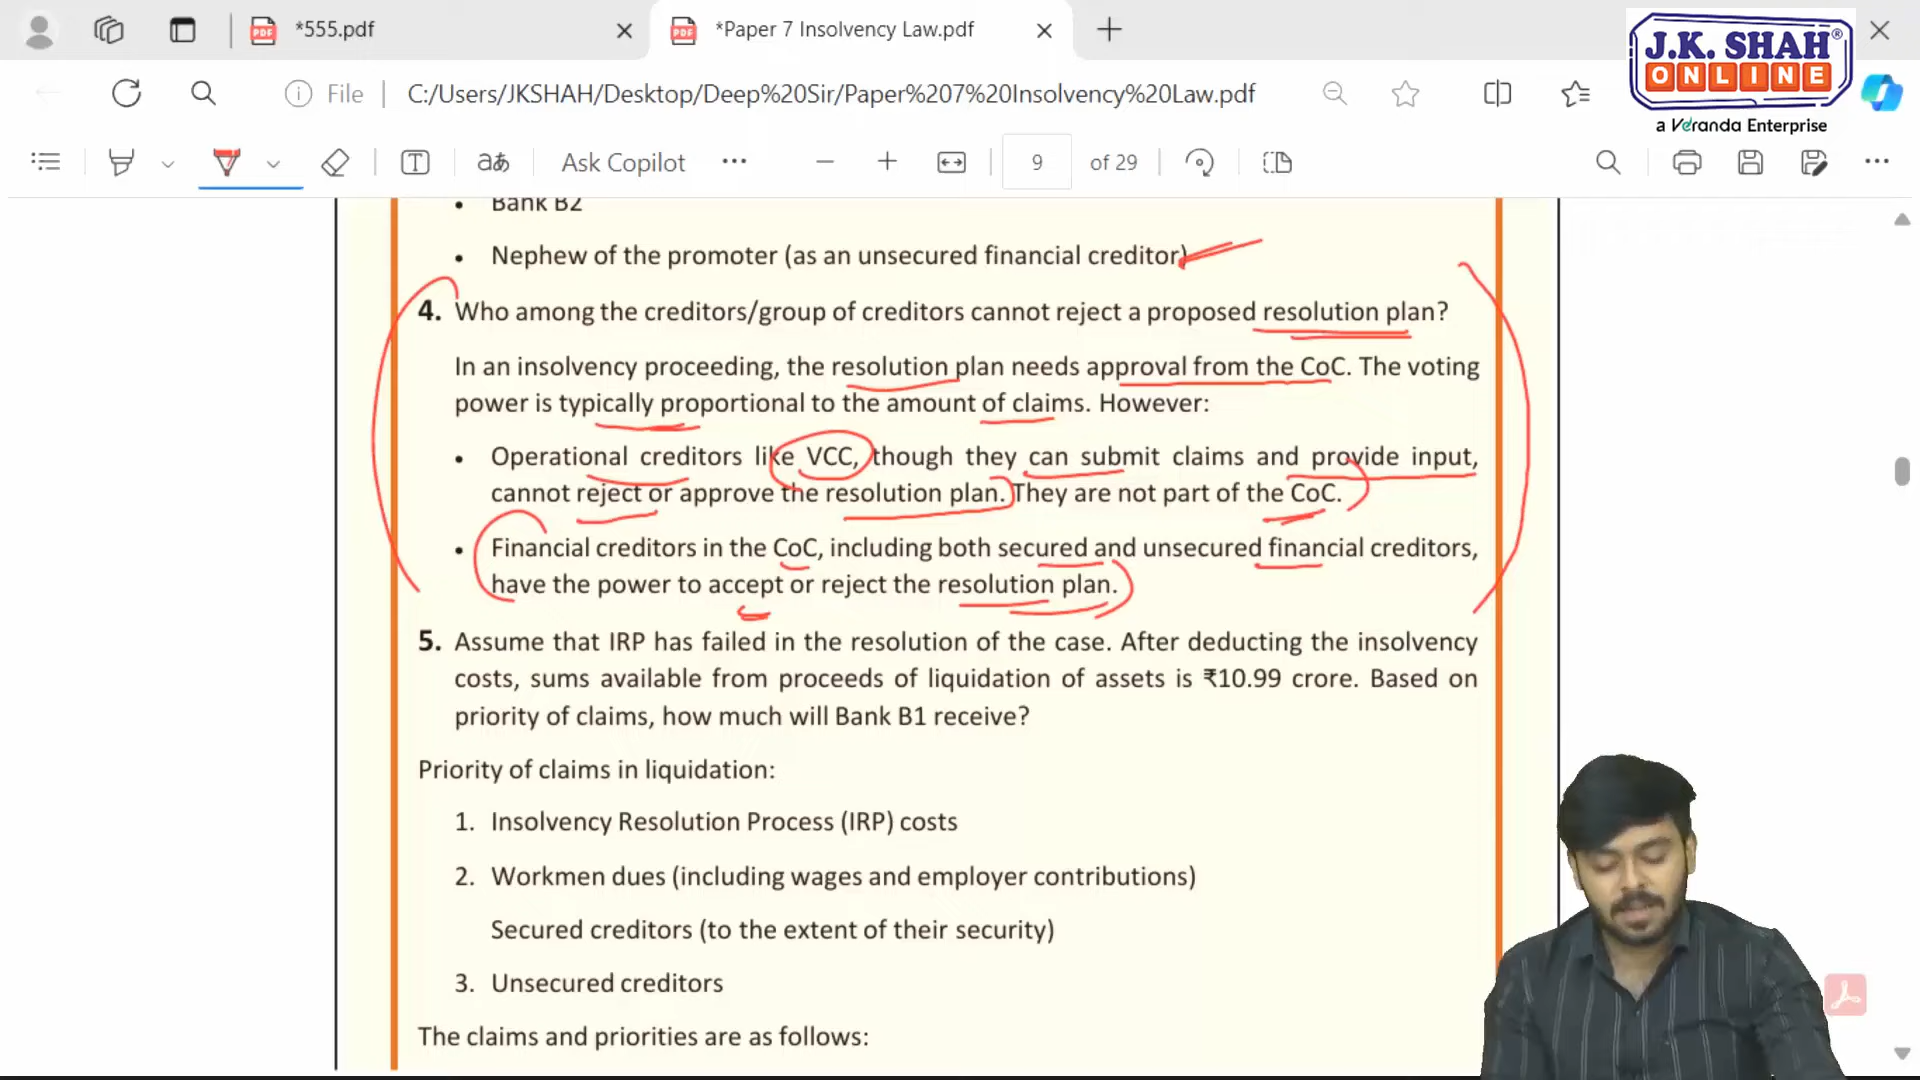 *555.pdf
*Paper 7 Insolvency Law.pdf
J.K. SHAH®
ONLINE
a Veranda Enterprise
File
C:/Users/JKSHAH/Desktop/Deep%20Sir/Paper%207%20Insolvency%20Law.pdf
Ask Copilot
9 of 29
Bank B2
Nephew of the promoter (as an unsecured financial creditor)
4. Who among the creditors/group of creditors cannot reject a proposed resolution plan?
In an insolvency proceeding, the resolution plan needs approval from the CoC. The voting
power is typically proportional to the amount of claims. However:
Operational creditors like VCC, though they can submit claims and provide input,
cannot reject or approve the resolution plan. They are not part of the CoC.
Financial creditors in the CoC, including both secured and unsecured financial creditors,
have the power to accept or reject the resolution plan.
5. Assume that IRP has failed in the resolution of the case. After deducting the insolvency
costs, sums available from proceeds of liquidation of assets is ₹10.99 crore. Based on
priority of claims, how much will Bank B1 receive?
Priority of claims in liquidation:
1. Insolvency Resolution Process (IRP) costs
2. Workmen dues (including wages and employer contributions)
Secured creditors (to the extent of their security)
3. Unsecured creditors
The claims and priorities are as follows: